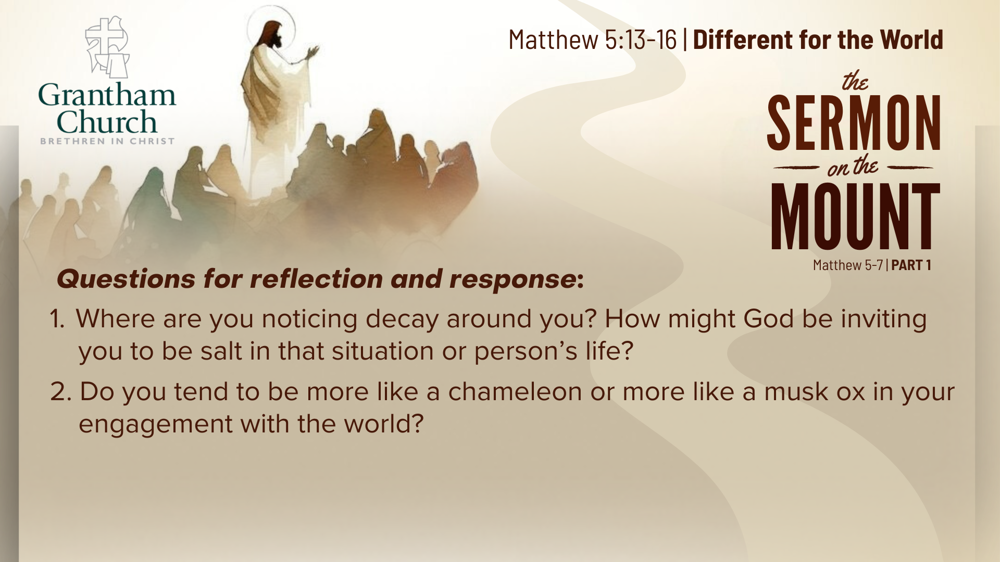 Grantham
Church
BRETHREN IN CHRIST
Matthew 5:13-16 | Different for the World
the
SERMON
on the
MOUNT
Matthew 5-7 | PART 1
Questions for reflection and response:
1. Where are you noticing decay around you? How might God be inviting
you to be salt in that situation or person’s life?
2. Do you tend to be more like a chameleon or more like a musk ox in your
engagement with the world?